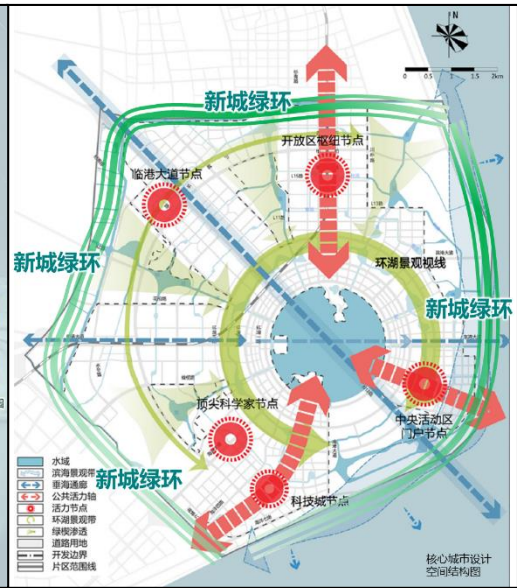 N
0 0.5 1 2km
新城绿环
开放区枢纽节点
临港大道节点
新城绿环
环湖景观视线
新城绿环
顶尖科学家节点
中央活动区
门户节点
科技城节点
新城绿环
水域
滨海景观带
垂海通廊
公共活力轴
活力节点
环湖景观带
绿楔渗透
道路用地
开发边界
片区范围线
核心城市设计
空间结构图